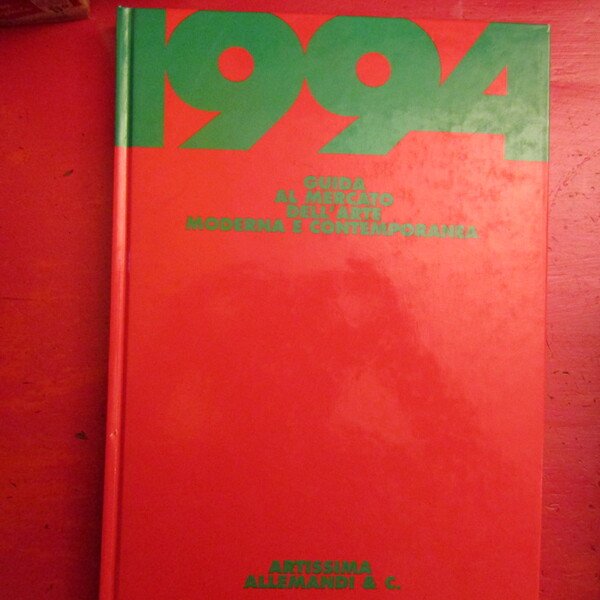 1994
GUIDA
AL MERCATO
DELL'ARTE
MODERNA E CONTEMPORANEA
ARTISSIMA
ALLEMANDI & C.